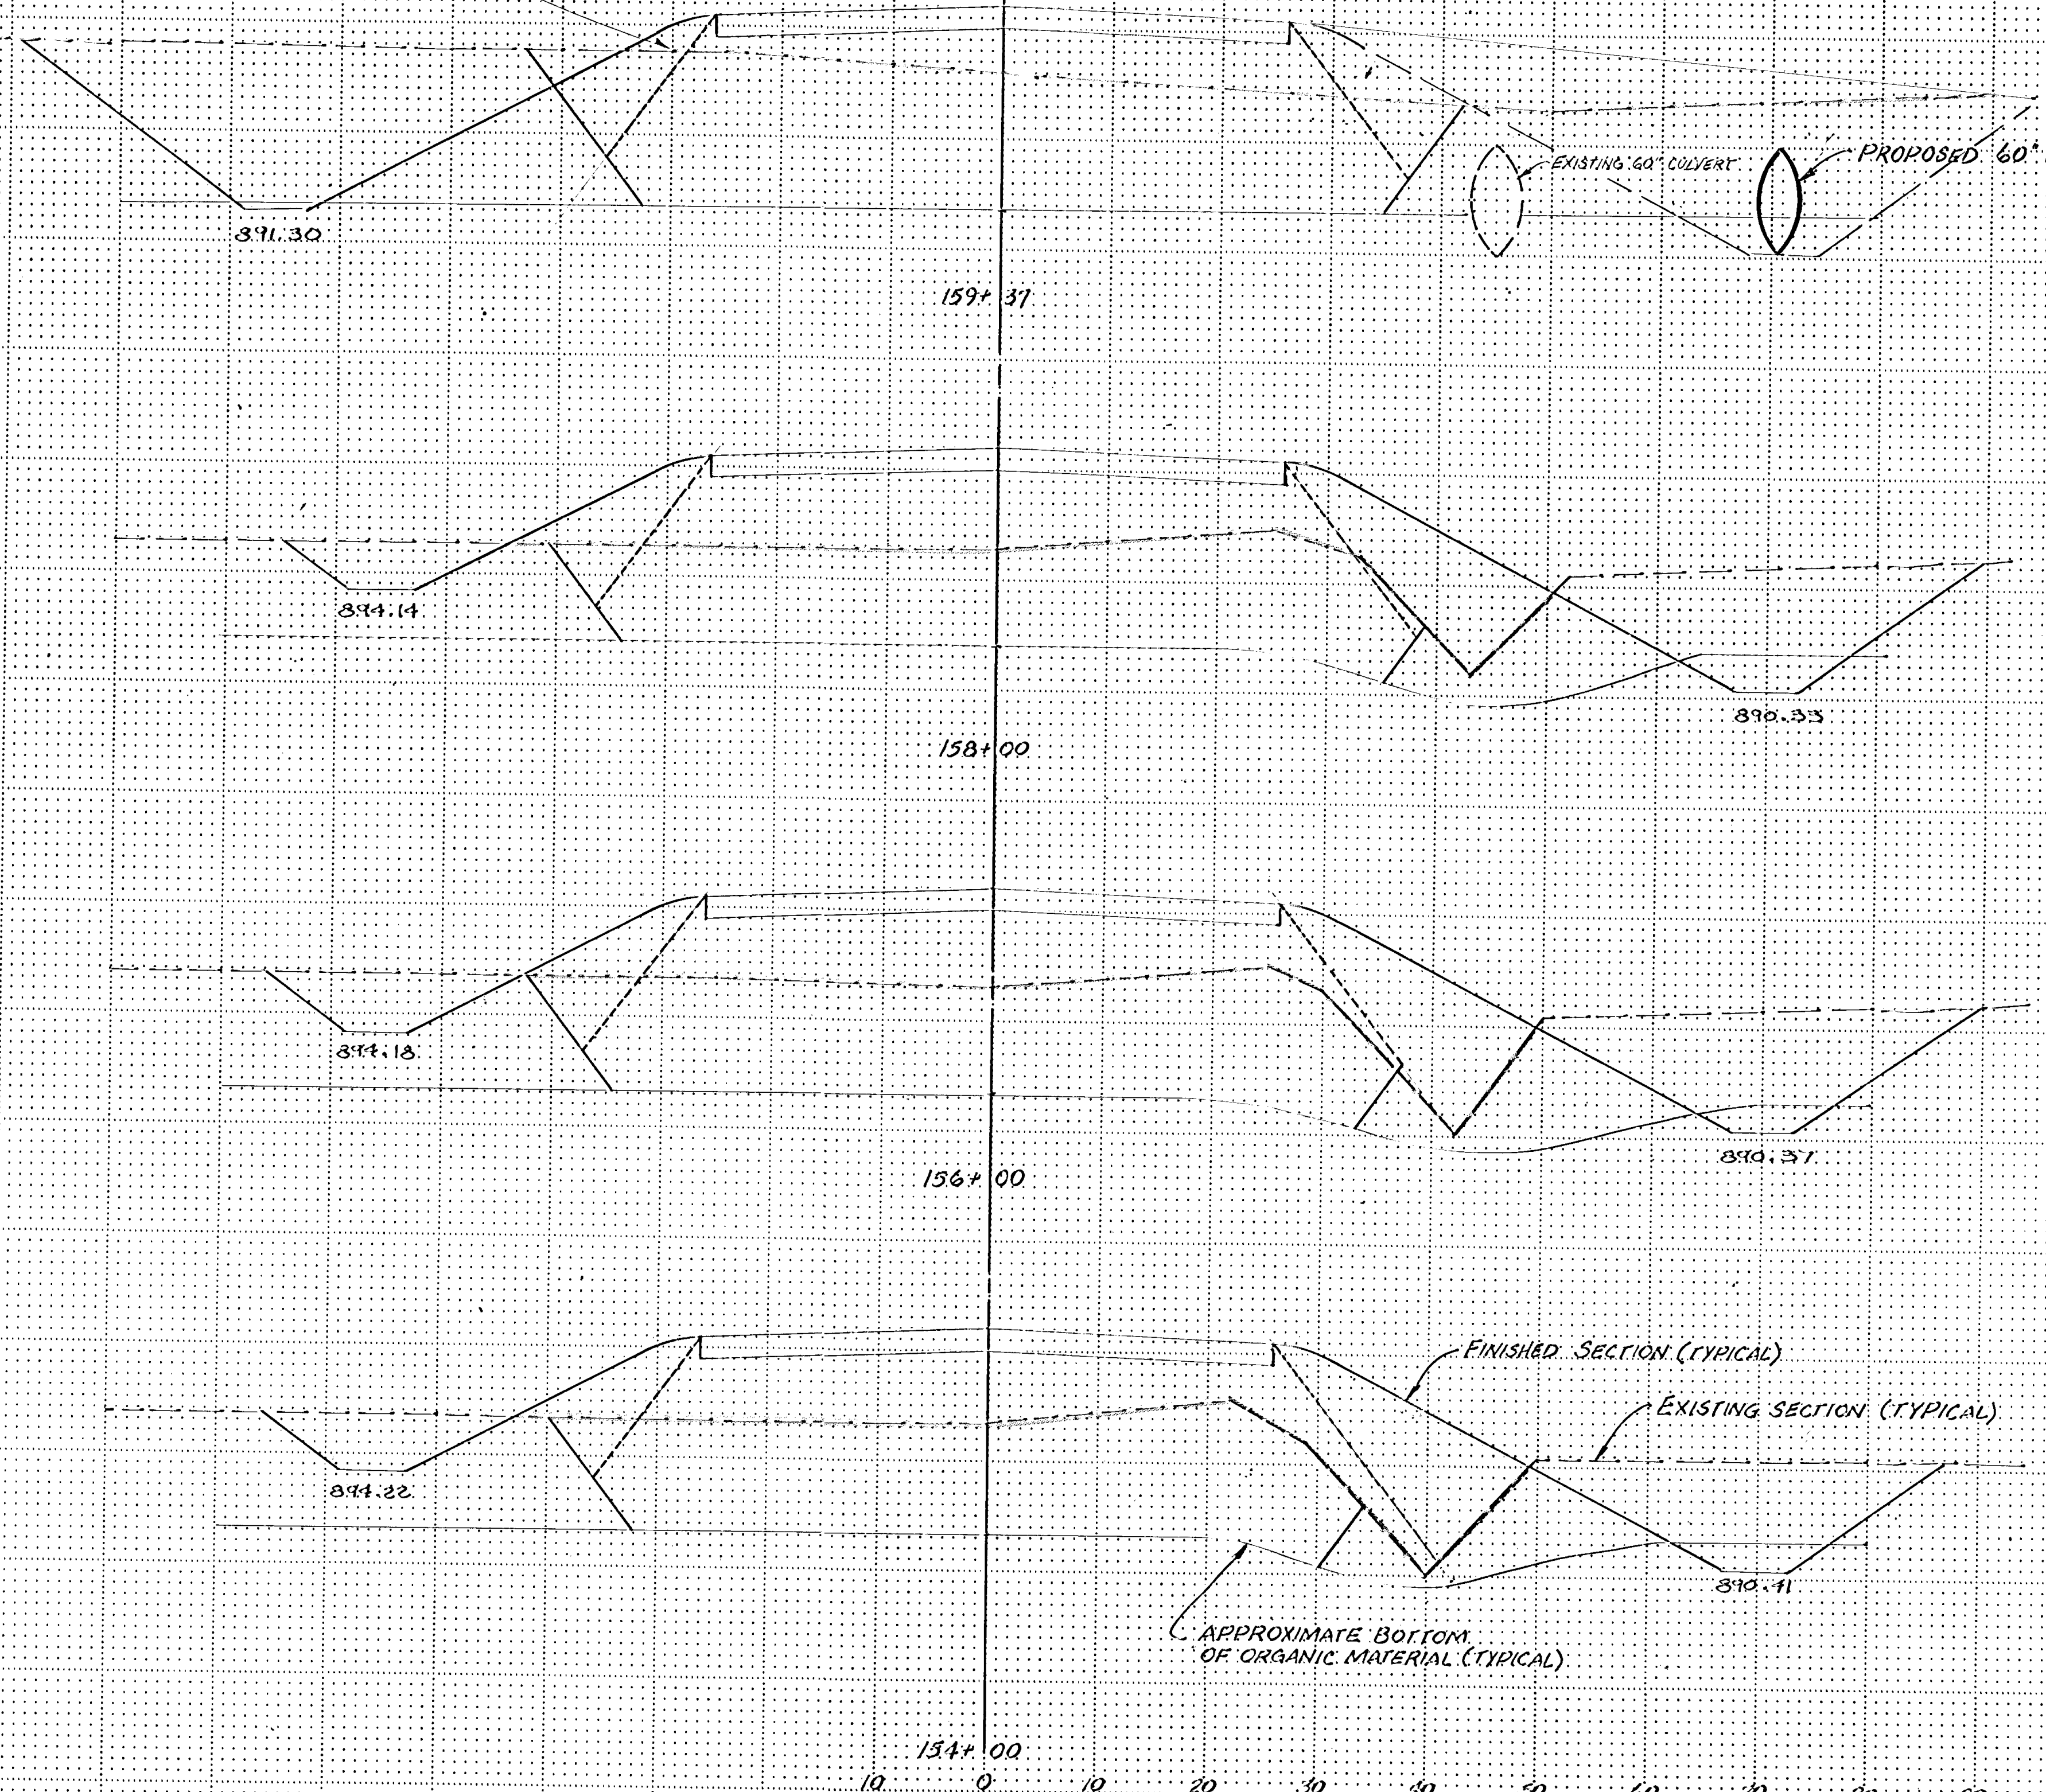 EXISTING 60" CULVERT
PROPOSED 60"
891.30
159+37
894.14
890.33
158+00
894.18
890.37
156+00
FINISHED SECTION (TYPICAL)
EXISTING SECTION (TYPICAL)
894.22
890.41
APPROXIMATE BOTTOM
OF ORGANIC MATERIAL (TYPICAL)
154+00
10 0 10 20 30 40 50